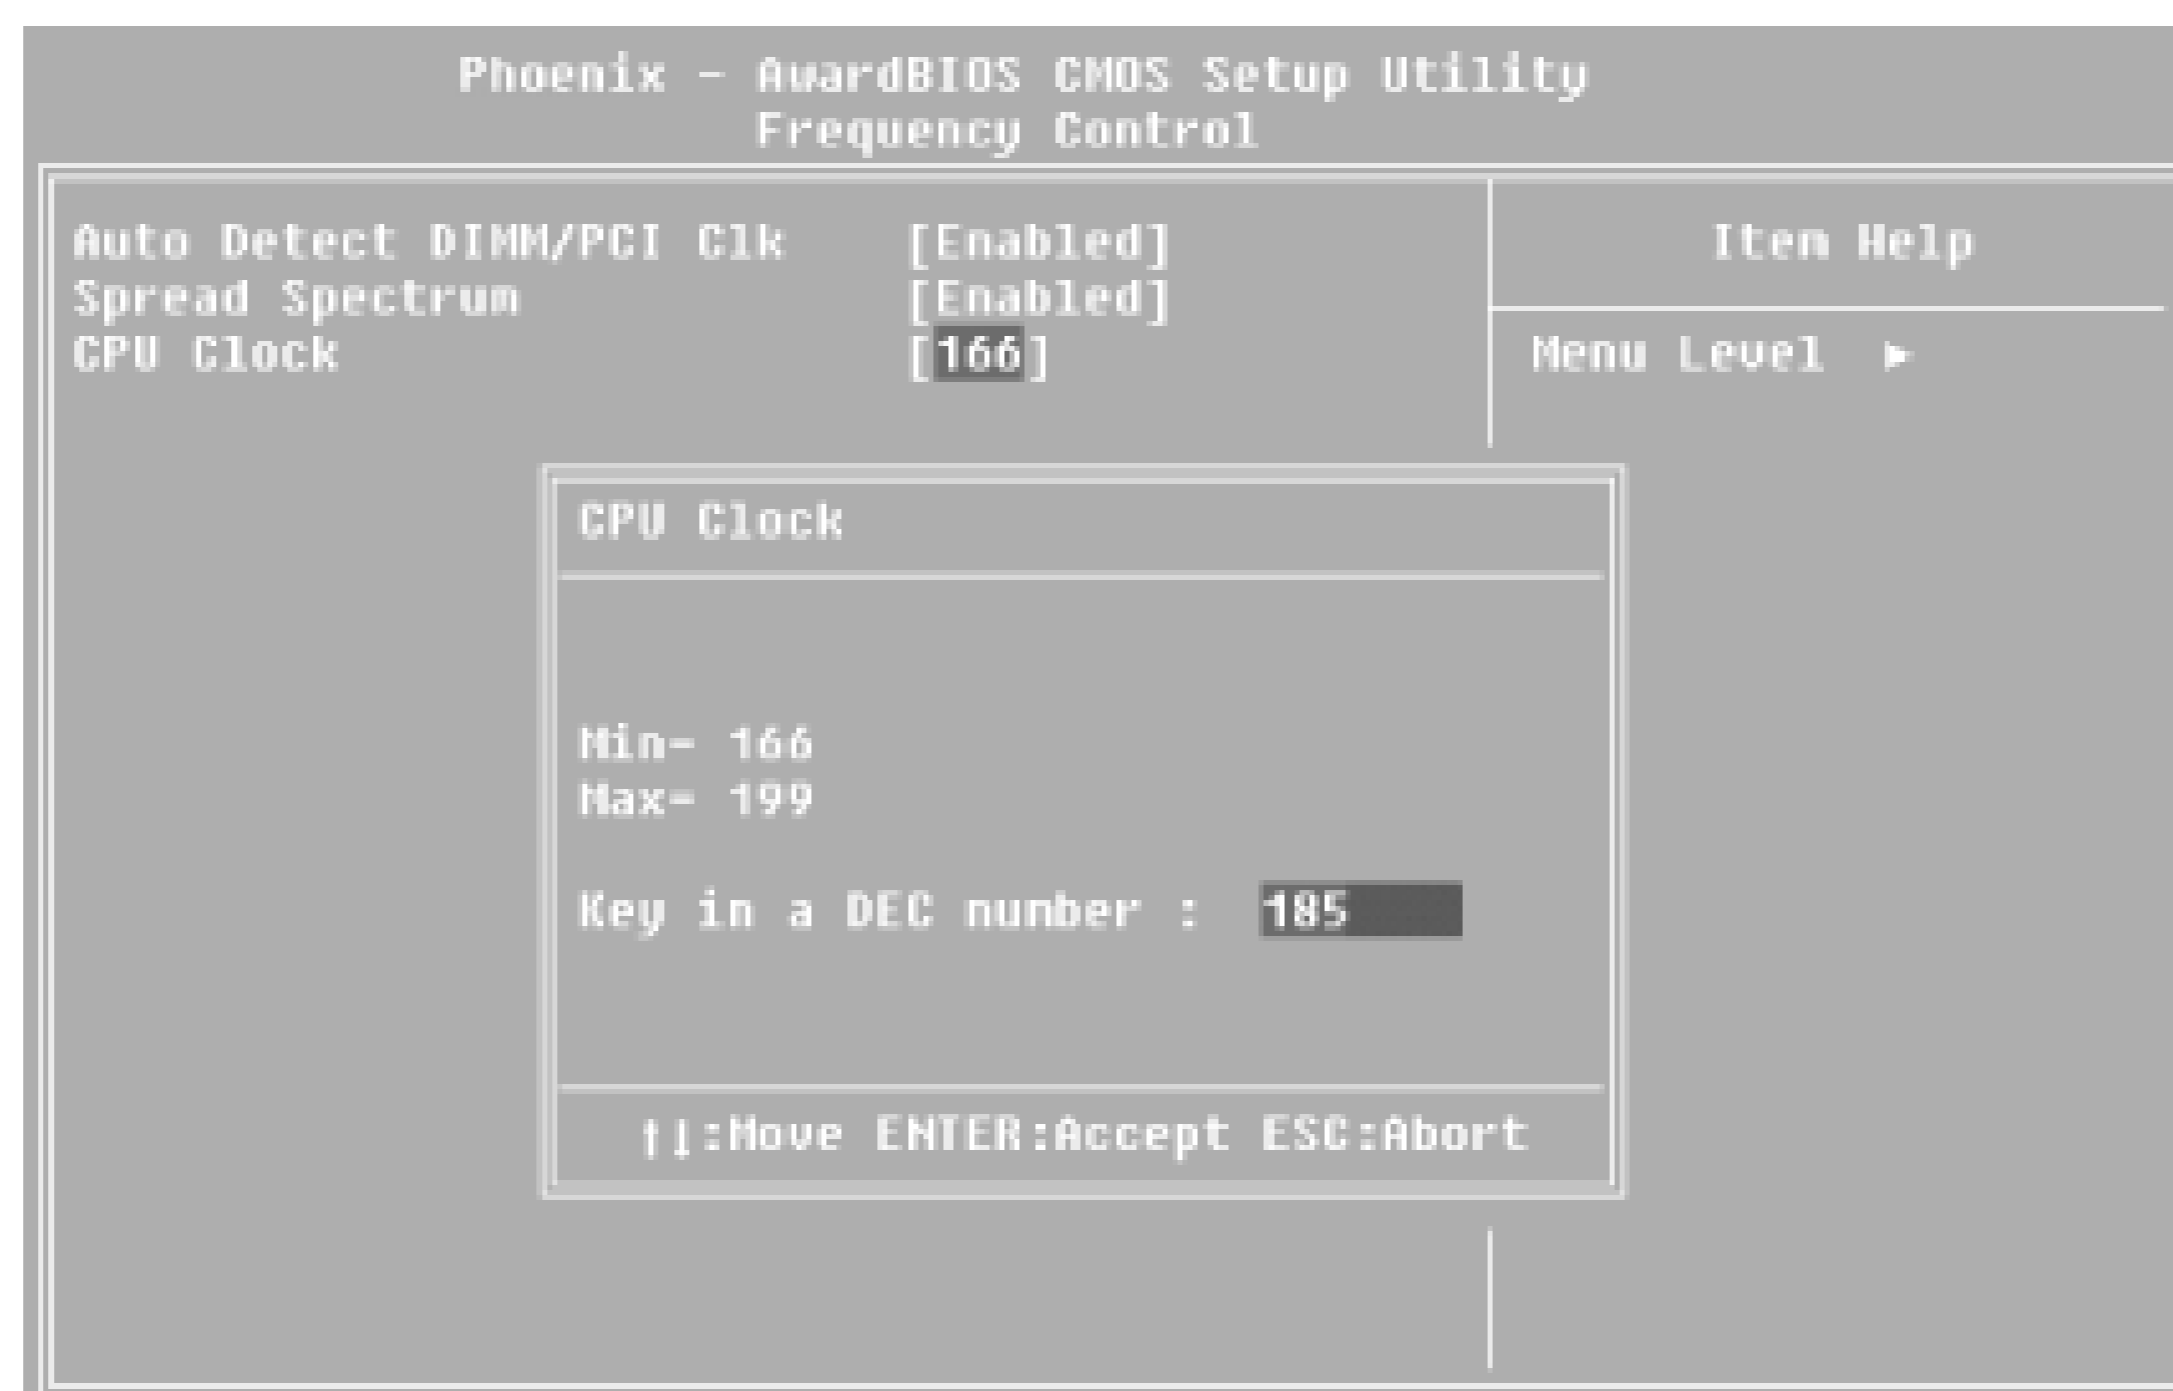 Phoenix - AwardBIOS CMOS Setup Utility
Frequency Control
Auto Detect DIMM/PCI Clk [Enabled]
Spread Spectrum [Enabled]
CPU Clock [166]
Item Help
Menu Level ►
CPU Clock
Min= 166
Max= 199
Key in a DEC number : 185
↑↓:Move ENTER:Accept ESC:Abort